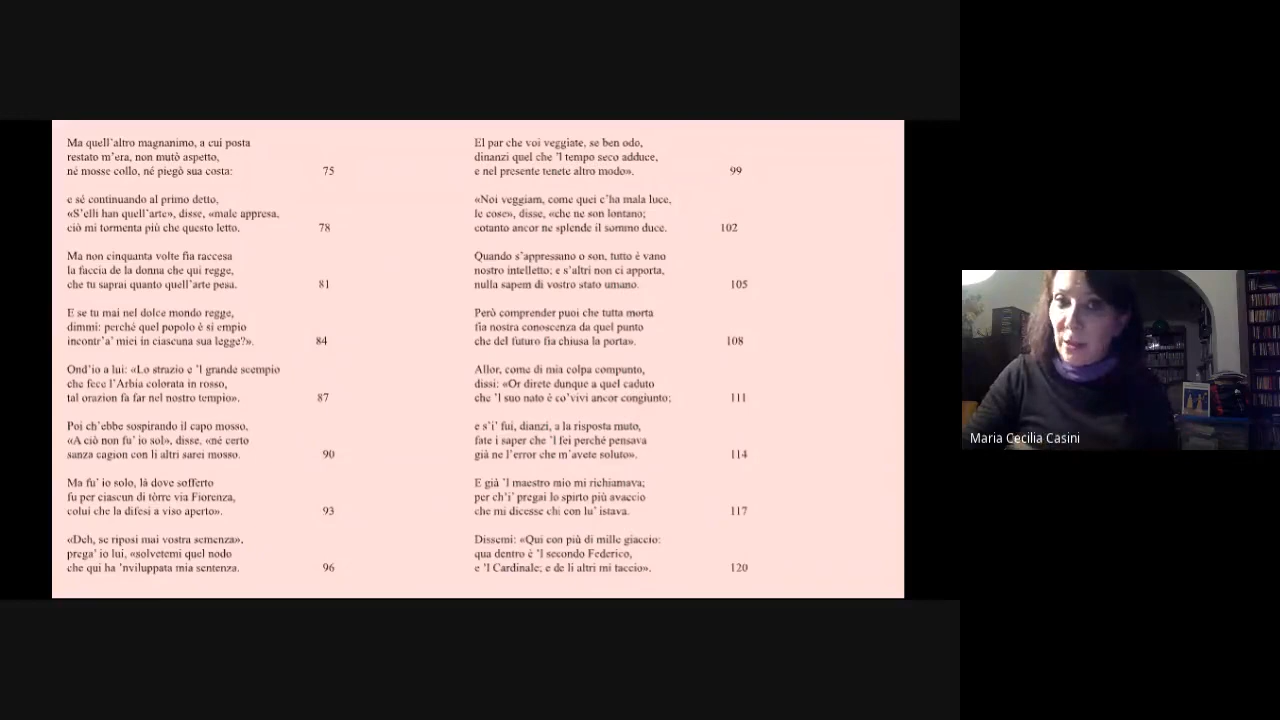 Ma quell'altro magnanimo, a cui posta
restato m'era, non mutò aspetto,
né mosse collo, né piegò sua costa:
75
e sé continuando al primo detto,
«S'elli han quell'arte», disse, «male appresa,
ciò mi tormenta più che questo letto.
78
Ma non cinquanta volte fia raccesa
la faccia de la donna che qui regge,
che tu saprai quanto quell'arte pesa.
81
E se tu mai nel dolce mondo regge,
dimmi: perché quel popolo è sì empio
incontr'a' miei in ciascuna sua legge?».
84
Ond'io a lui: «Lo strazio e 'l grande scempio
che fece l'Arbia colorata in rosso,
tal orazion fa far nel nostro tempio».
87
Poi ch'ebbe sospirando il capo mosso,
«A ciò non fu' io sol», disse, «né certo
sanza cagion con li altri sarei mosso.
90
Ma fu' io solo, là dove sofferto
fu per ciascun di tòrre via Fiorenza,
colui che la difesi a viso aperto».
93
«Deh, se riposi mai vostra semenza»,
prega' io lui, «solvetemi quel nodo
che qui ha 'nviluppata mia sentenza.
96
El par che voi veggiate, se ben odo,
dinanzi quel che 'l tempo seco adduce,
e nel presente tenete altro modo».
99
«Noi veggiam, come quei c'ha mala luce,
le cose», disse, «che ne son lontano;
cotanto ancor ne splende il sommo duce.
102
Quando s'appressano o son, tutto è vano
nostro intelletto; e s'altri non ci apporta,
nulla sapem di vostro stato umano.
105
Però comprender puoi che tutta morta
fia nostra conoscenza da quel punto
che del futuro fia chiusa la porta».
108
Allor, come di mia colpa compunto,
dissi: «Or direte dunque a quel caduto
che 'l suo nato è co'vivi ancor congiunto;
111
e s'i' fui, dianzi, a la risposta muto,
fate i saper che 'l fei perché pensava
già ne l'error che m'avete soluto».
114
E già 'l maestro mio mi richiamava;
per ch'i' pregai lo spirto più avaccio
che mi dicesse chi con lu' istava.
117
Dissemi: «Qui con più di mille giaccio:
qua dentro è 'l secondo Federico,
e 'l Cardinale; e de li altri mi taccio».
120
Maria Cecilia Casini